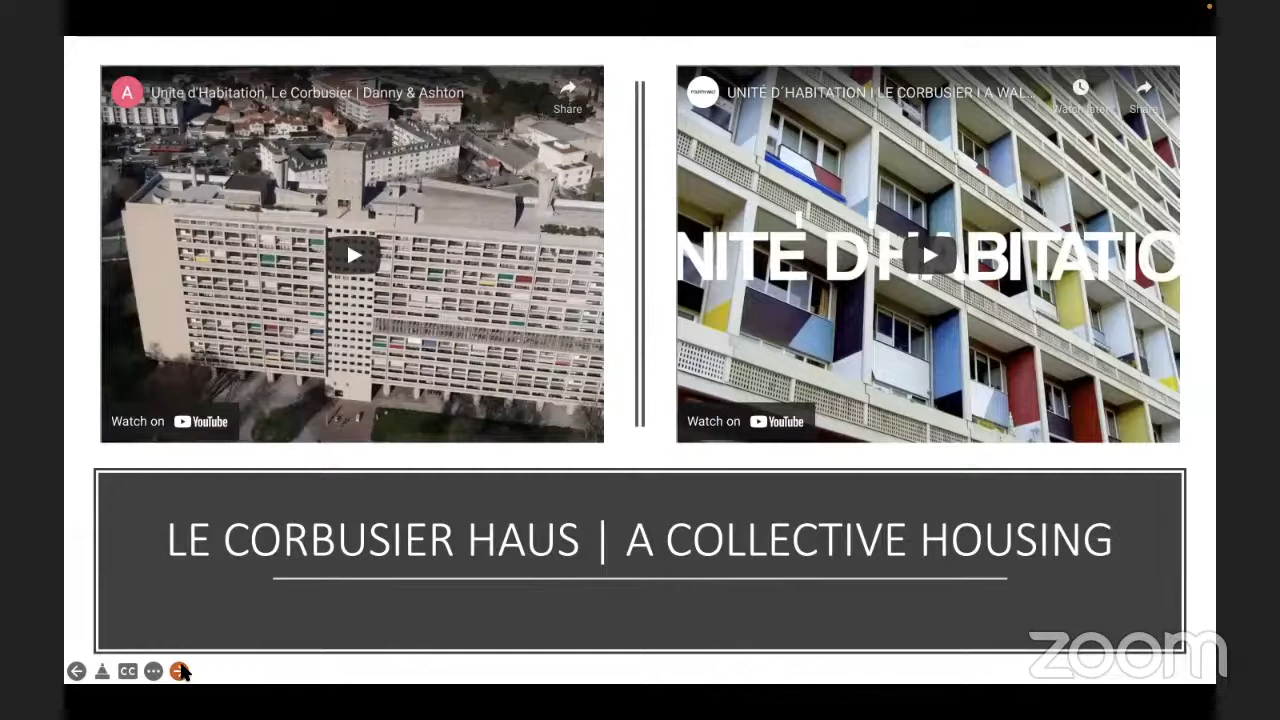 A
Unite d'Habitation, Le Corbusier | Danny & Ashton
Share
Watch on YouTube
UNITÉ D´HABITATION I LE CORBUSIER I A WAL...
Watch later
Share
NITÉ D'HABITATIO
Watch on YouTube
LE CORBUSIER HAUS | A COLLECTIVE HOUSING
CC
zoom